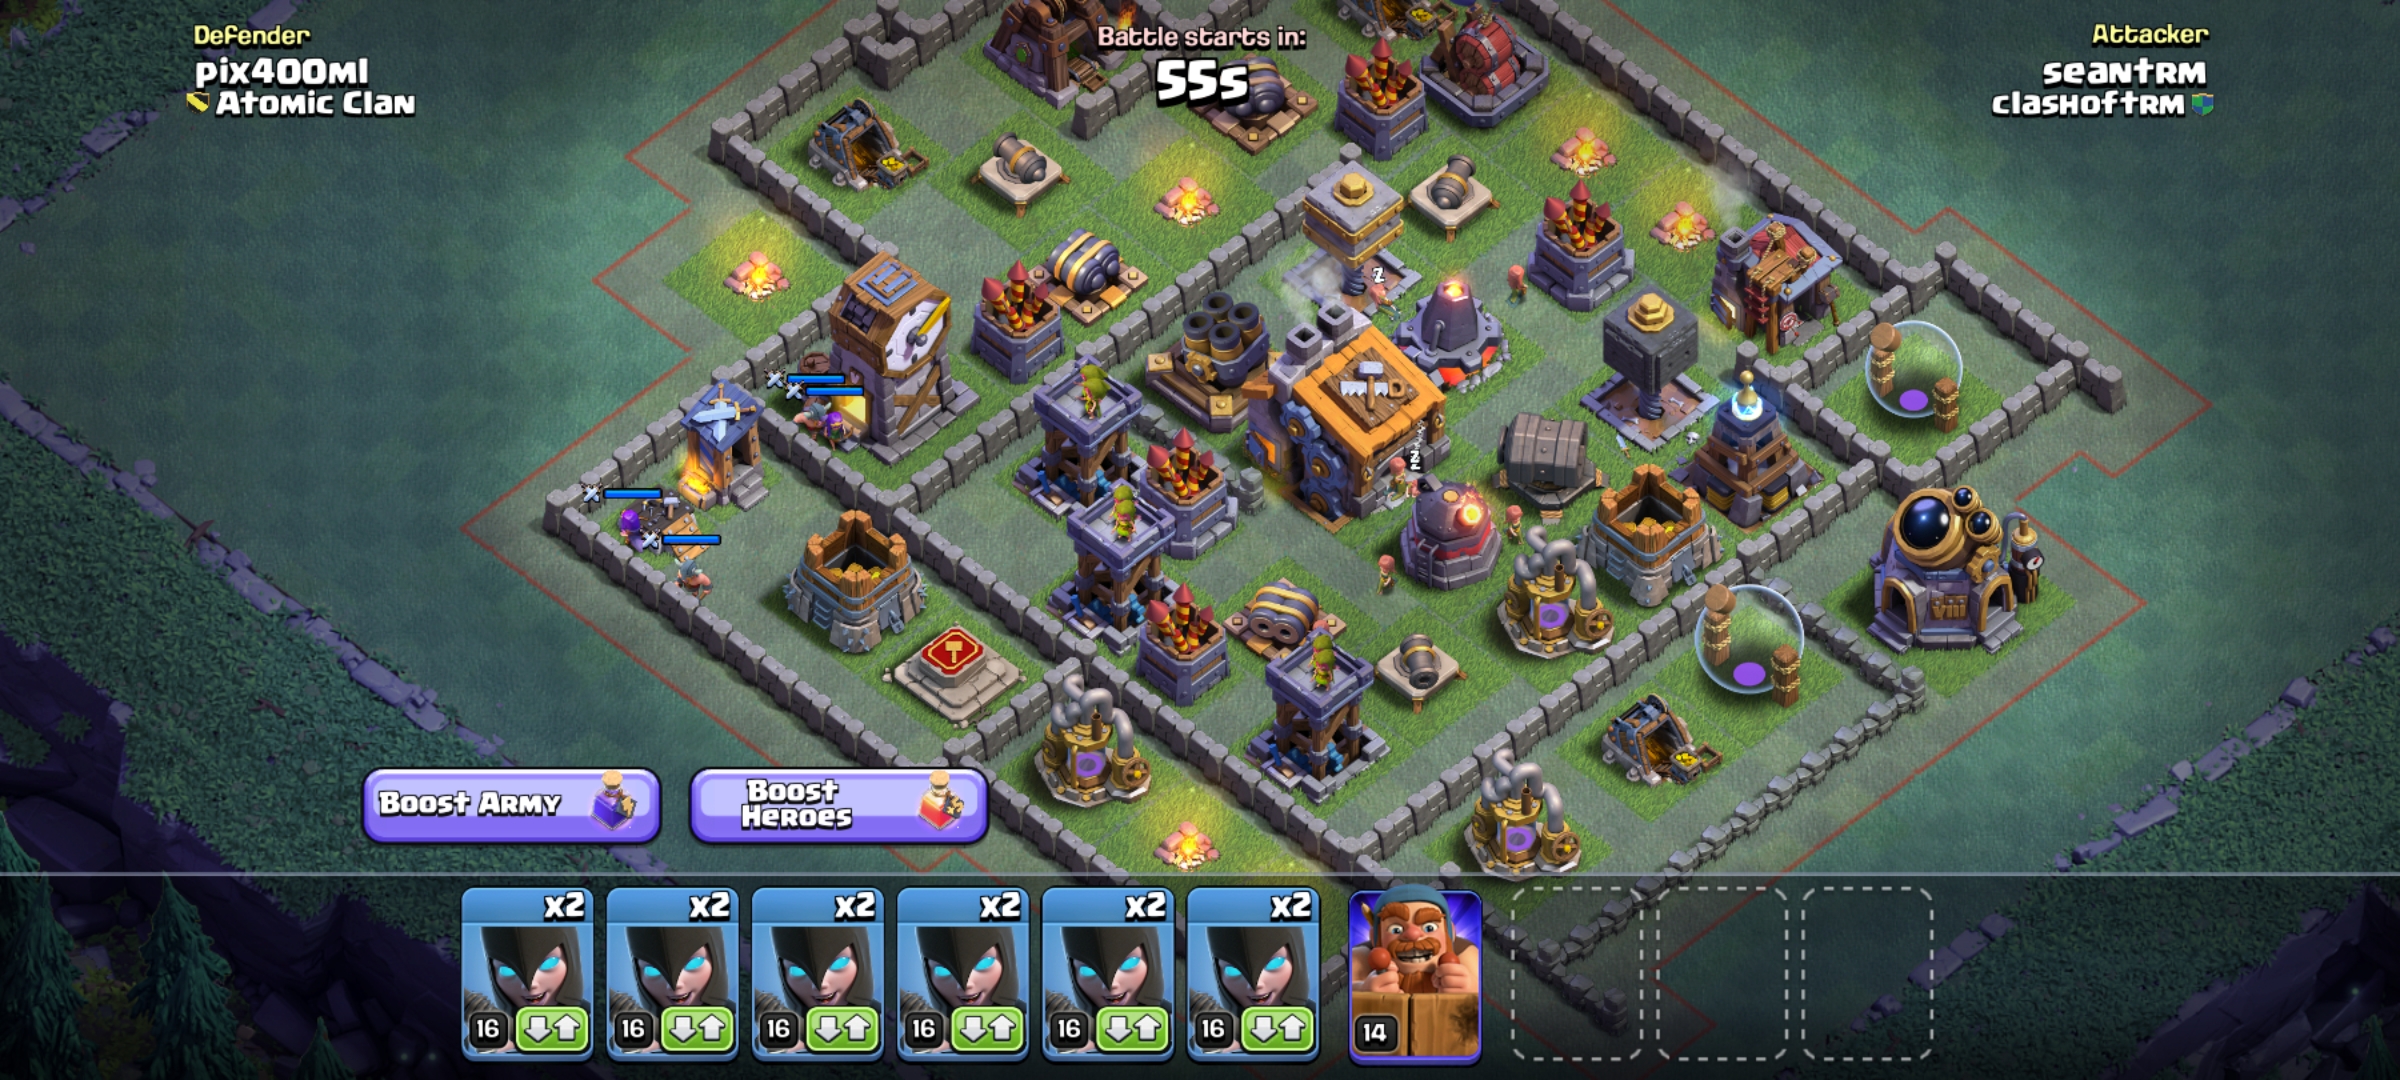 Defender
pix400ml
Atomic Clan
Battle starts in:
55s
Attacker
seantRM
clashoftRM
z
VIII
Boost Army
Boost
Heroes
x2
x2
x2
x2
x2
x2
16
16
16
16
16
16
14